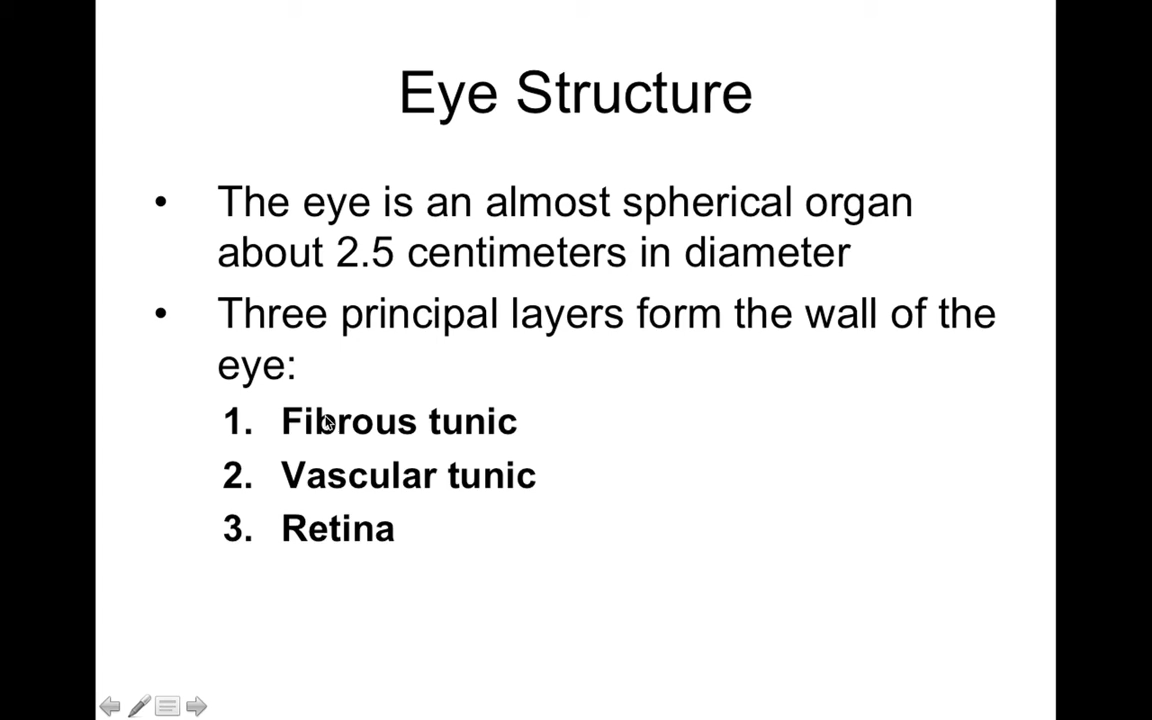 Eye Structure
• The eye is an almost spherical organ
about 2.5 centimeters in diameter
• Three principal layers form the wall of the
eye:
1. Fibrous tunic
2. Vascular tunic
3. Retina